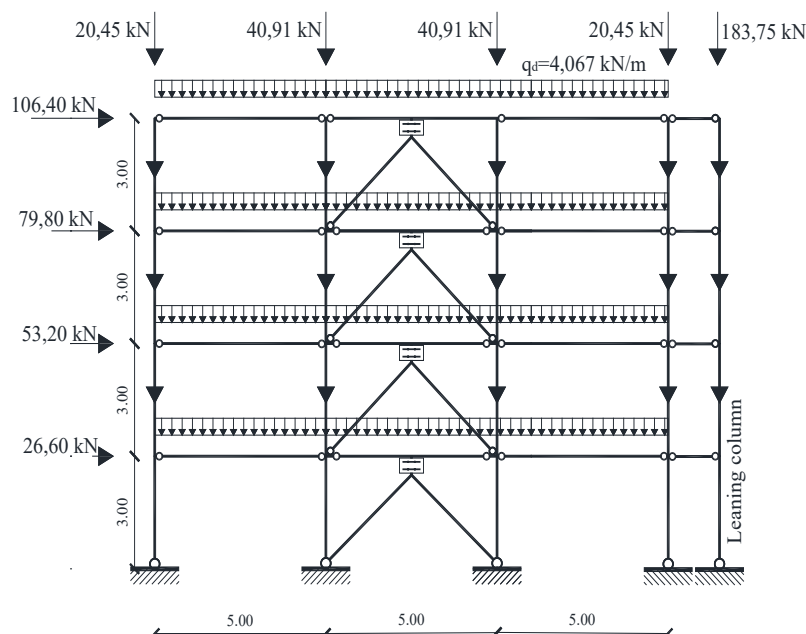 20,45 kN 40,91 kN 40,91 kN 20,45 kN 183,75 kN
qd=4,067 kN/m
106,40 kN
3.00
79,80 kN
3.00
53,20 kN
3.00
26,60 kN
3.00
Leaning column
5.00 5.00 5.00